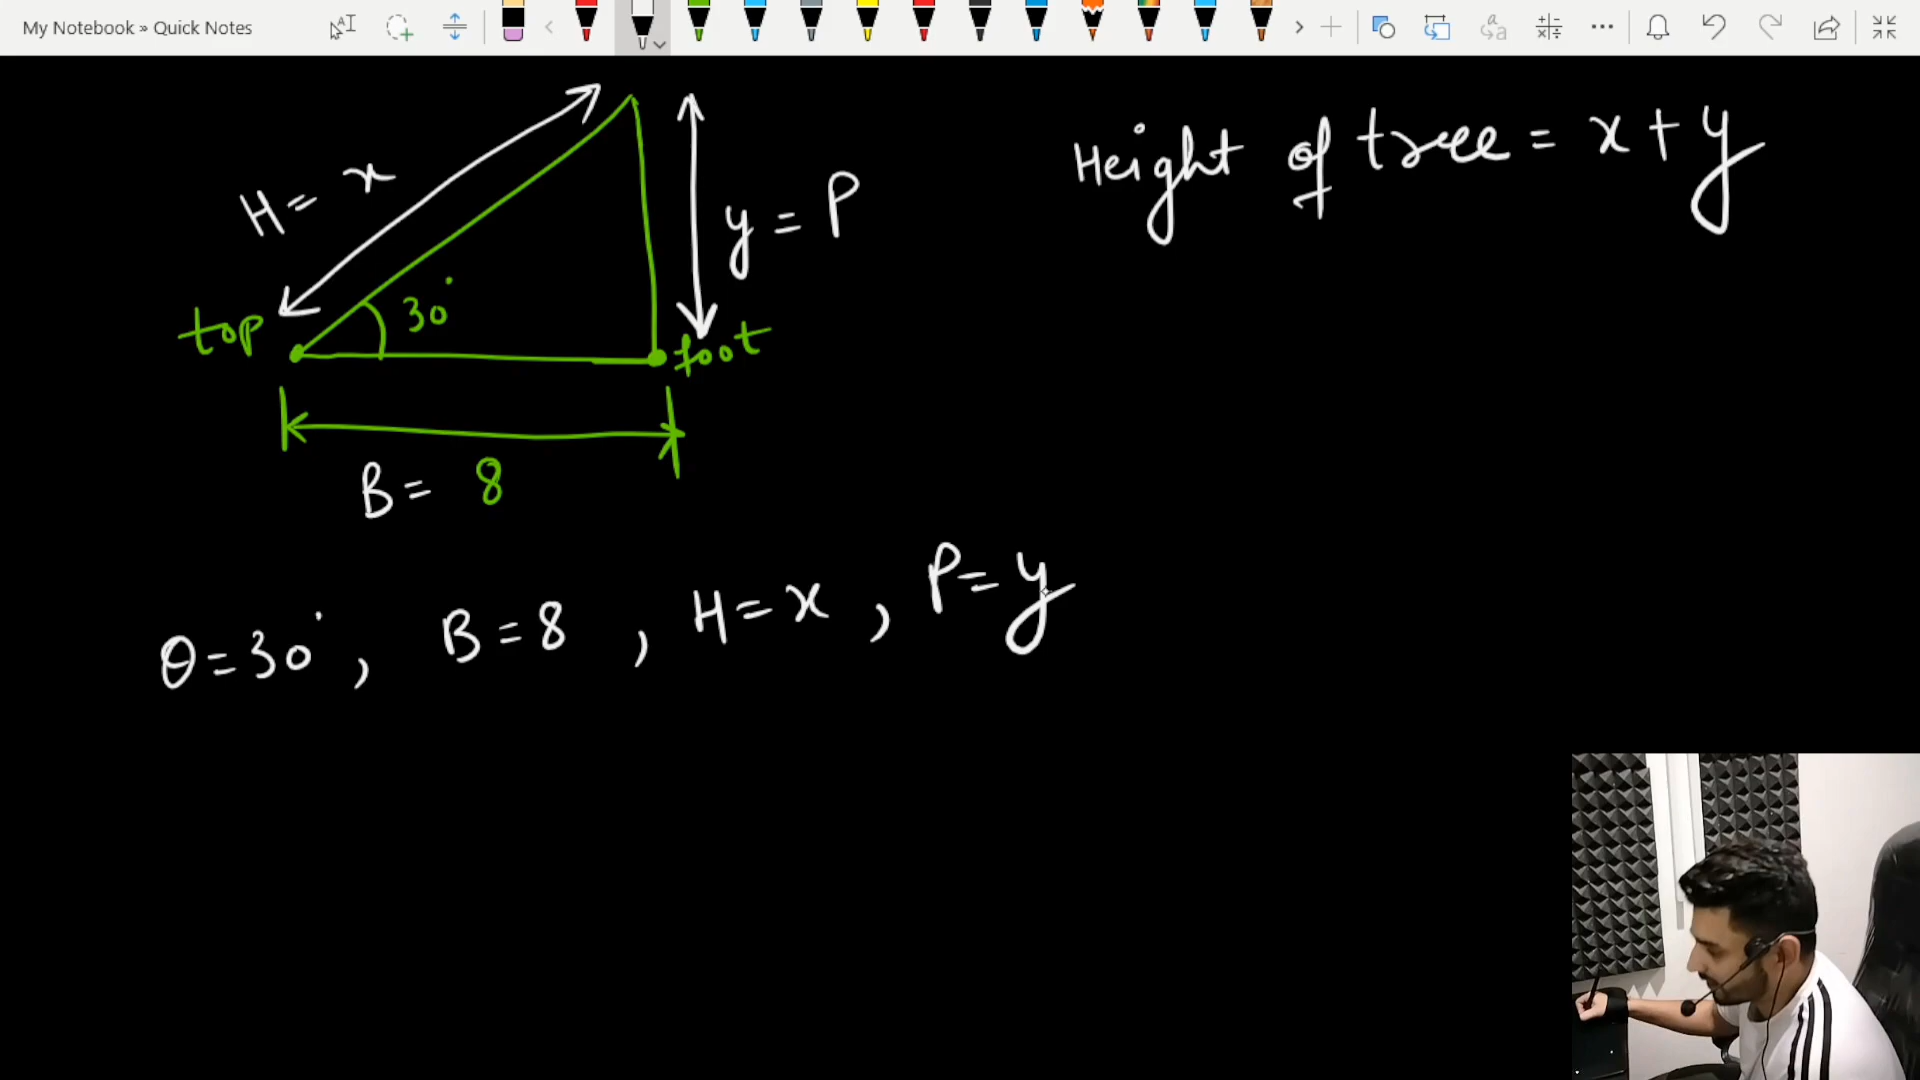 My Notebook » Quick Notes
Height of tree = x + y
H = x
y = P
30°
top
foot
B = 8
θ = 30° , B = 8 , H = x , P = y